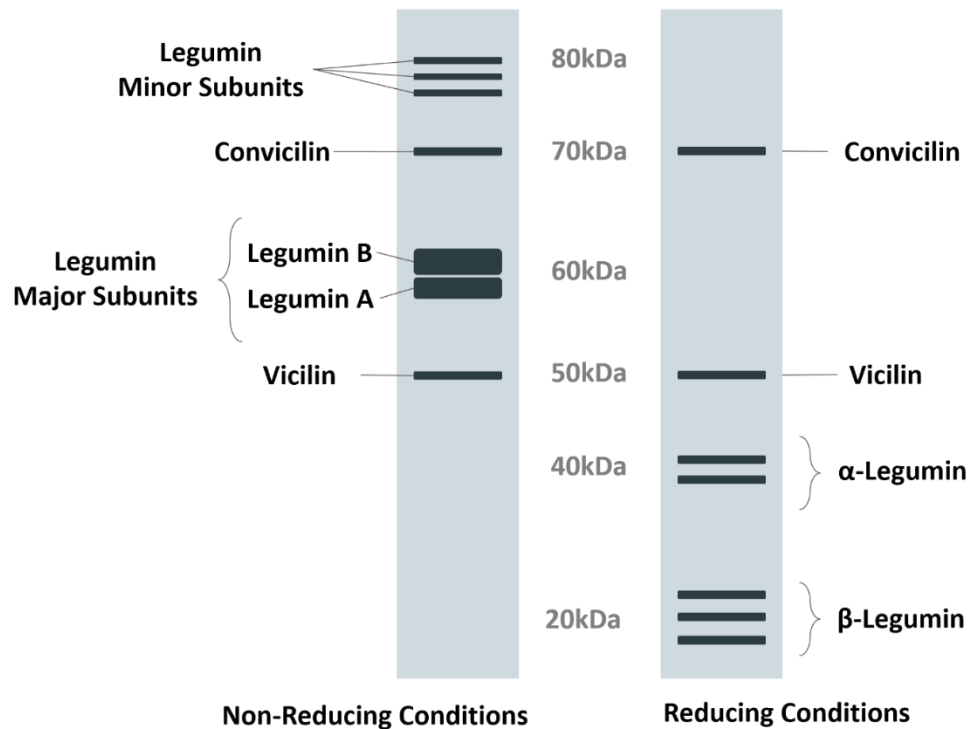 Legumin
Minor Subunits
80kDa
Convicilin
70kDa
Convicilin
Legumin B
Legumin
Major Subunits
60kDa
Legumin A
Vicilin
50kDa
Vicilin
40kDa
α-Legumin
20kDa
β-Legumin
Non-Reducing Conditions
Reducing Conditions